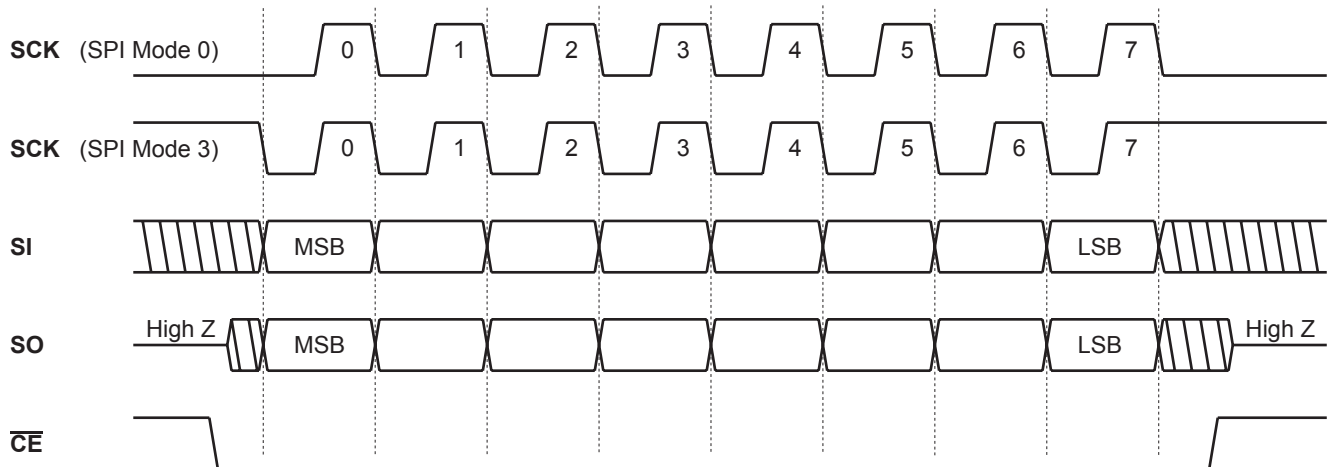 SCK (SPI Mode 0) 0 1 2 3 4 5 6 7
SCK (SPI Mode 3) 0 1 2 3 4 5 6 7
SI MSB LSB
SO High Z MSB LSB High Z
CE